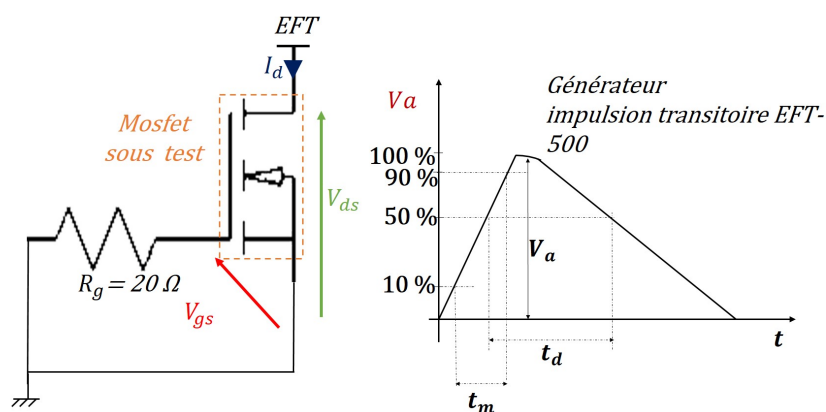 EFT
I_d
Mosfet
sous test
V_ds
R_g = 20 Ω
V_gs
Va
Générateur
impulsion transitoire EFT-
500
100 %
90 %
50 %
10 %
V_a
t_d
t
t_m